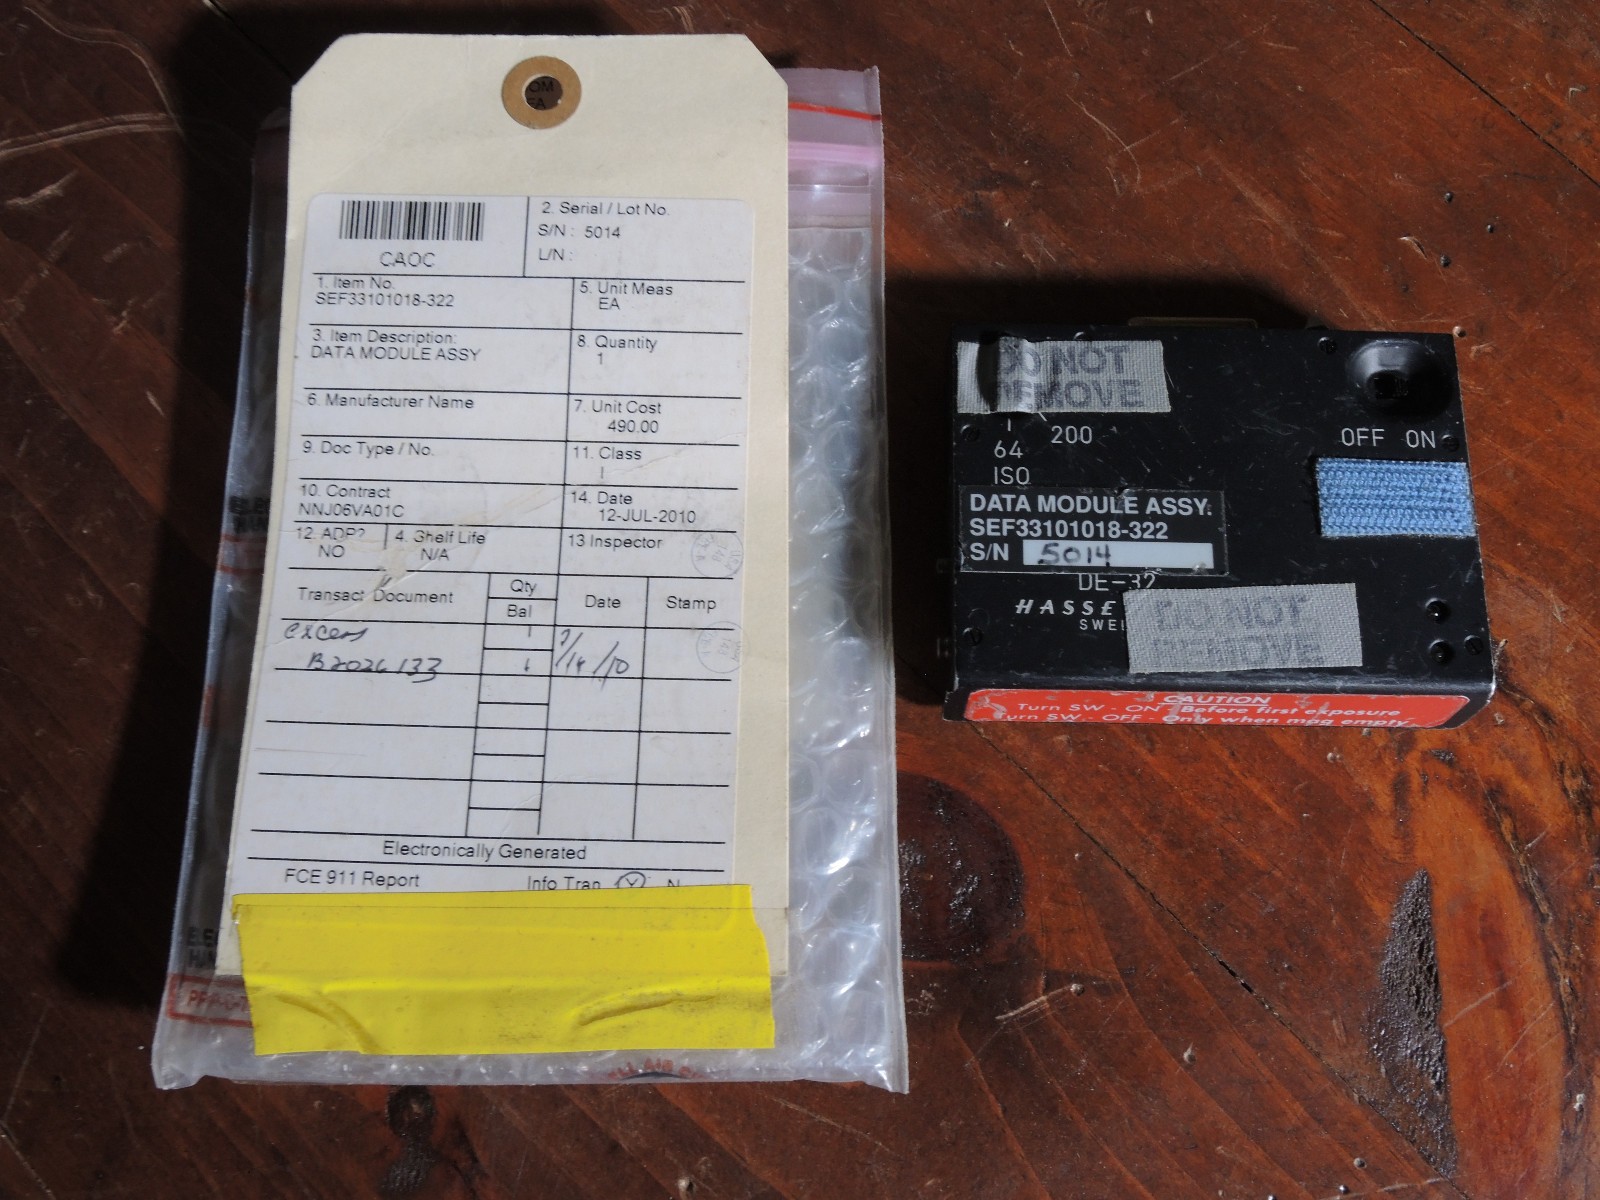 CAOC
2. Serial / Lot No.
S/N : 5014
L/N :
1. Item No.
SEF33101018-322
5. Unit Meas
EA
3. Item Description:
DATA MODULE ASSY
8. Quantity
1
6. Manufacturer Name
7. Unit Cost
490.00
9. Doc Type / No.
11. Class
I
10. Contract
NNJ06VA01C
14. Date
12-JUL-2010
12. ADP?
NO
4. Shelf Life
N/A
13 Inspector
Transact Document
Qty
Bal
Date
Stamp
excess
1
B2026133
1
7/14/10
Electronically Generated
FCE 911 Report
Info Tran Y N
DO NOT
REMOVE
64
200
ISO
OFF ON
DATA MODULE ASSY.
SEF33101018-322
S/N 5014
DE-32
DO NOT
REMOVE
CAUTION
Turn SW - ON - Before first exposure
Turn SW - OFF - Only when mag empty.